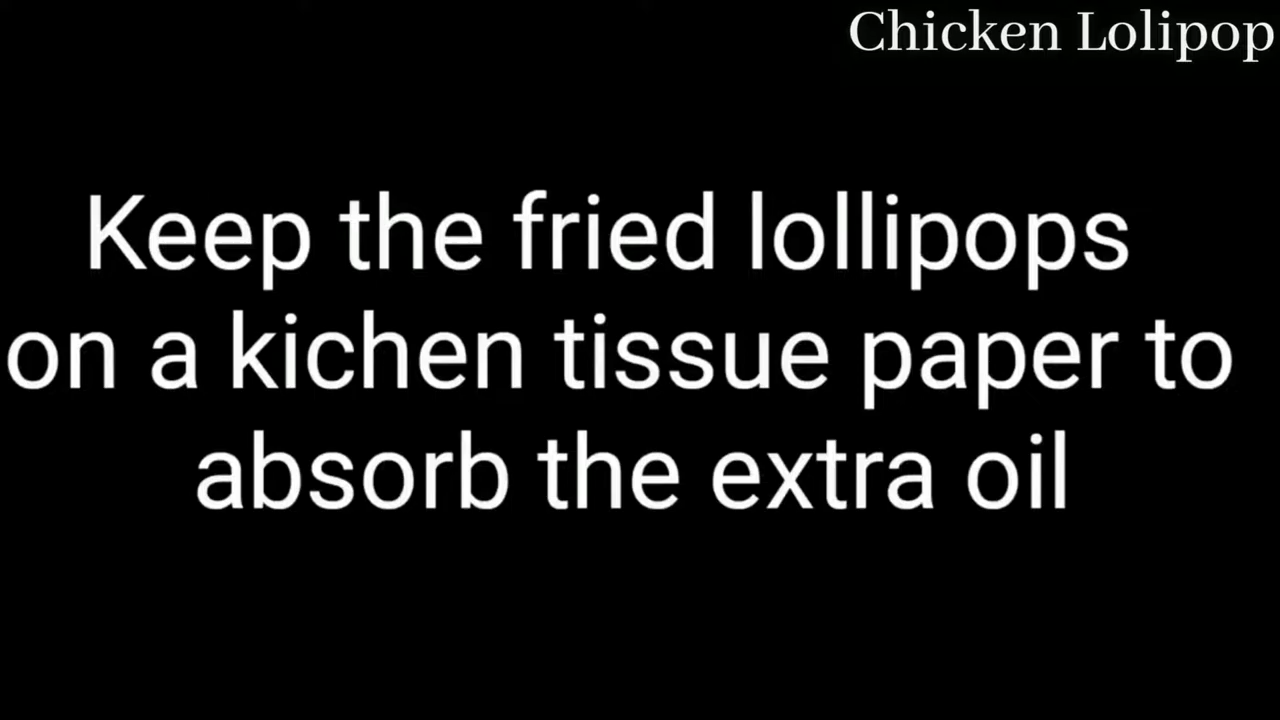 Chicken Lolipop
Keep the fried lollipops
on a kichen tissue paper to
absorb the extra oil